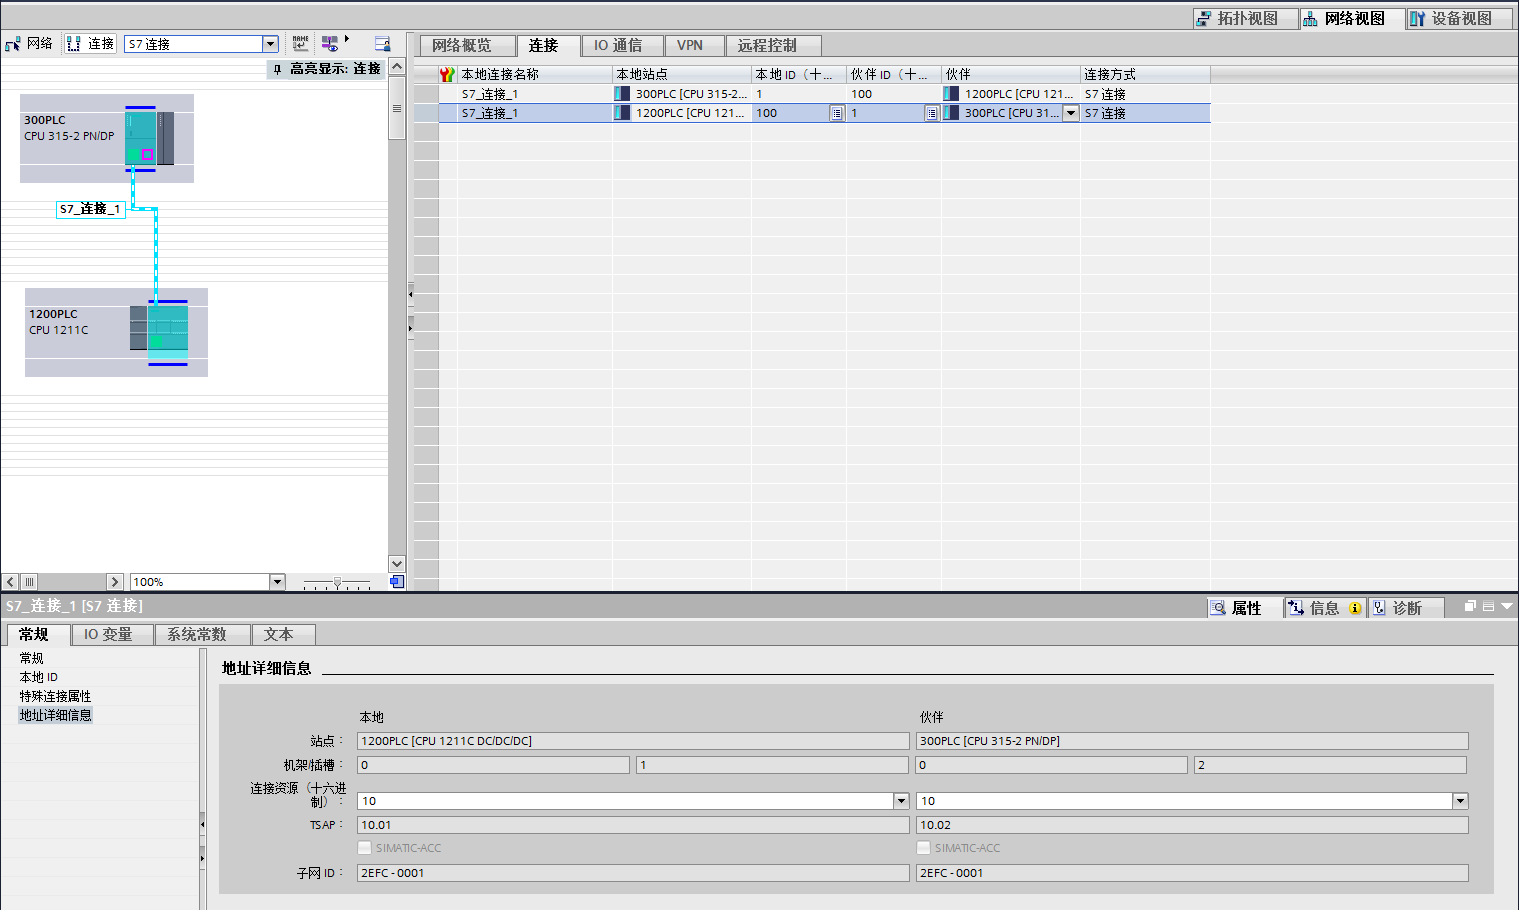 拓扑视图 网络视图 设备视图
网络 连接 S7 连接
网络概览 连接 IO 通信 VPN 远程控制
高亮显示: 连接
本地连接名称 本地站点 本地 ID（十... 伙伴 ID（十... 伙伴 连接方式
S7_连接_1 300PLC [CPU 315-2... 1 100 1200PLC [CPU 121... S7 连接
S7_连接_1 1200PLC [CPU 121... 100 1 300PLC [CPU 31... S7 连接
300PLC
CPU 315-2 PN/DP
S7_连接_1
1200PLC
CPU 1211C
100%
S7_连接_1 [S7 连接]
属性 信息 诊断
常规 IO 变量 系统常数 文本
常规
本地 ID
特殊连接属性
地址详细信息
地址详细信息
本地 伙伴
站点： 1200PLC [CPU 1211C DC/DC/DC] 300PLC [CPU 315-2 PN/DP]
机架/插槽： 0 1 0 2
连接资源（十六进
制）： 10 10
TSAP： 10.01 10.02
SIMATIC-ACC SIMATIC-ACC
子网 ID： 2EFC - 0001 2EFC - 0001